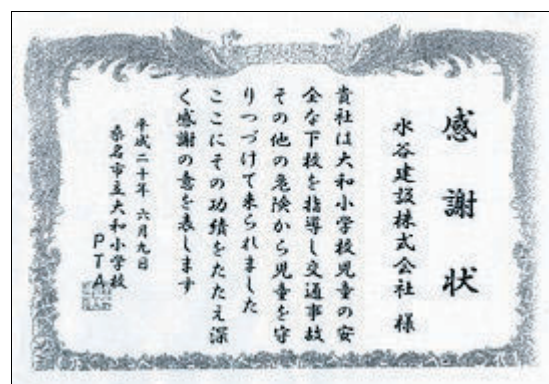 感謝状
水谷建設株式会社 様
貴社は大和小学校児童の安
全な下校を指導し交通事故
その他の危険から児童を守
りつづけて来られました
ここにその功績をたたえ深
く感謝の意を表します
平成二十年 六月九日
桑名市立大和小学校
PTA